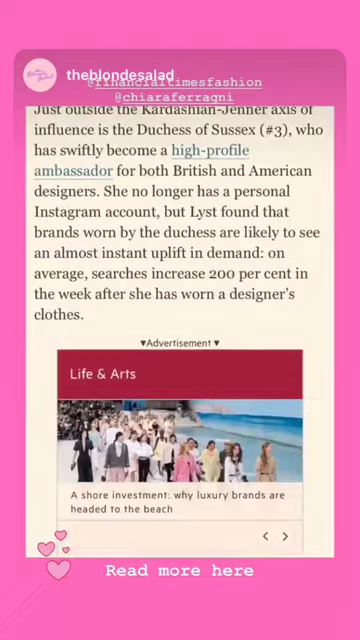 theblondesalad
@financialtimesfashion
@chiaraferragni
Just outside the Kardashian-Jenner axis of
influence is the Duchess of Sussex (#3), who
has swiftly become a high-profile
ambassador for both British and American
designers. She no longer has a personal
Instagram account, but Lyst found that
brands worn by the duchess are likely to see
an almost instant uplift in demand: on
average, searches increase 200 per cent in
the week after she has worn a designer's
clothes.
▼Advertisement▼
Life & Arts
A shore investment: why luxury brands are
headed to the beach
Read more here